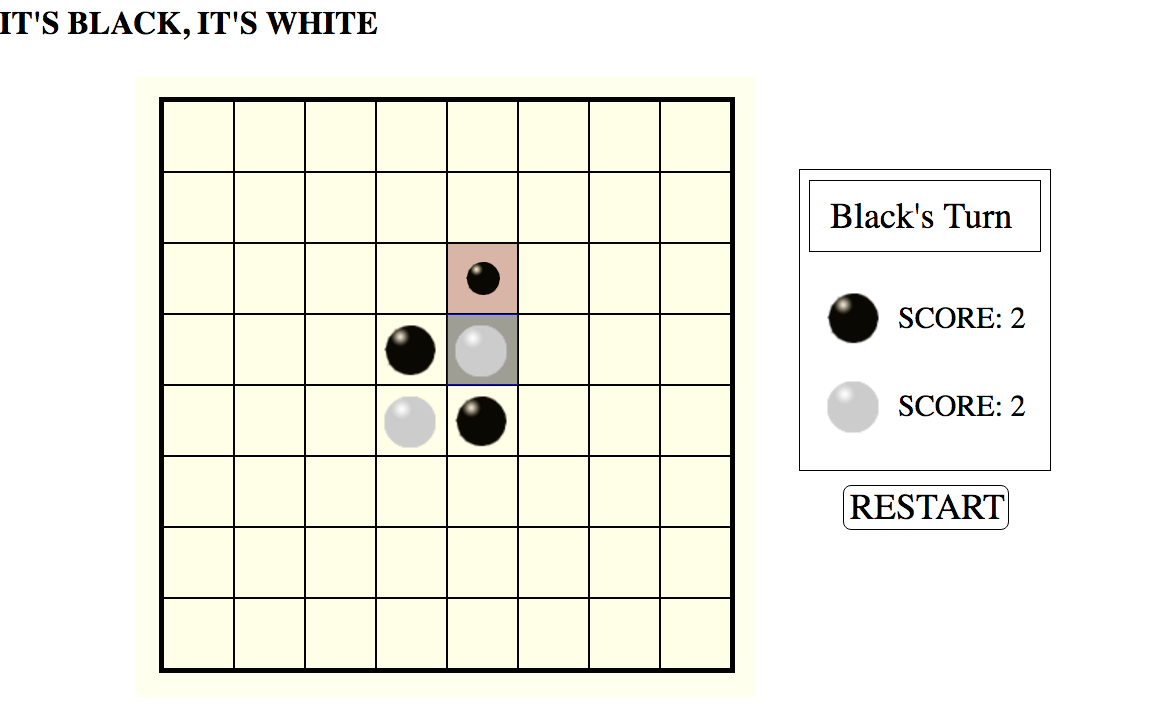 IT'S BLACK, IT'S WHITE
Black's Turn
SCORE: 2
SCORE: 2
RESTART